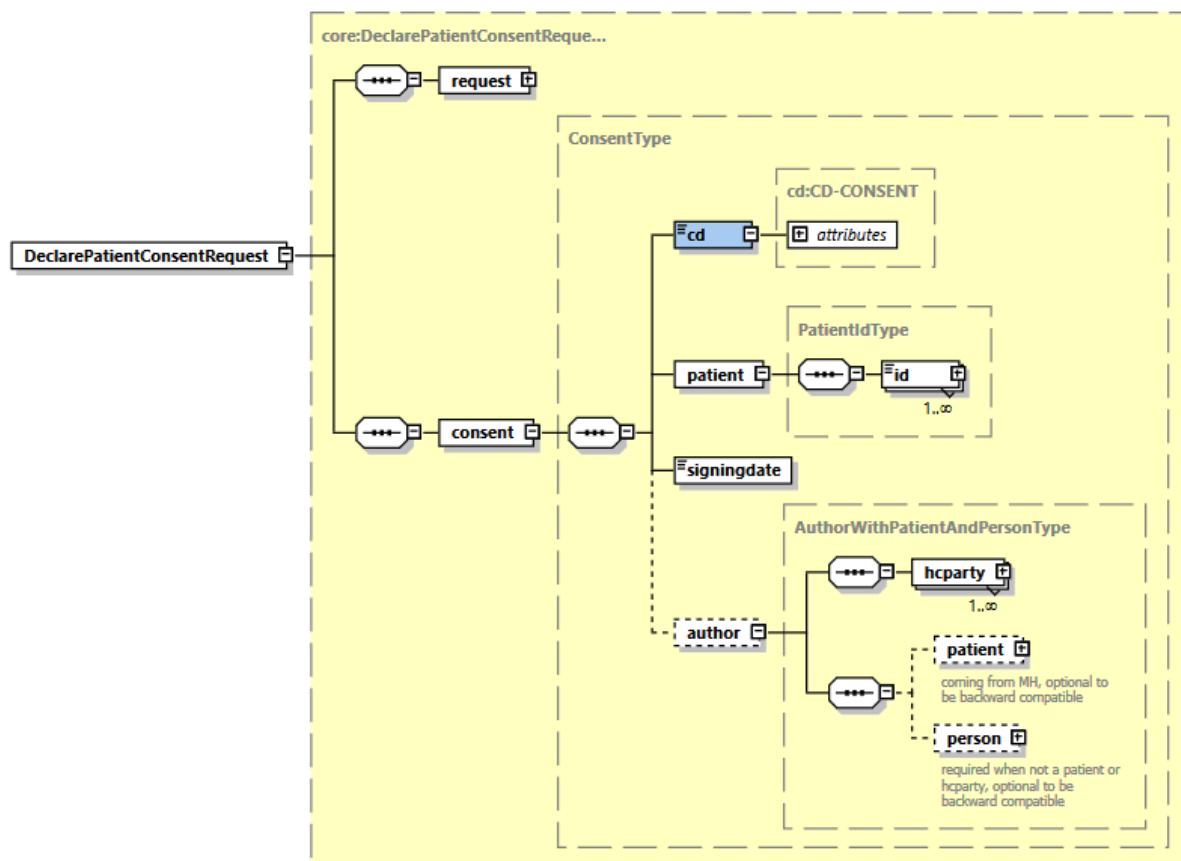 core:DeclarePatientConsentReque...
request
ConsentType
cd:CD-CONSENT
cd
attributes
DeclarePatientConsentRequest
PatientIdType
patient
id
1..∞
consent
signingdate
AuthorWithPatientAndPersonType
hcparty
1..∞
author
patient
coming from MH, optional to
be backward compatible
person
required when not a patient or
hcparty, optional to be
backward compatible